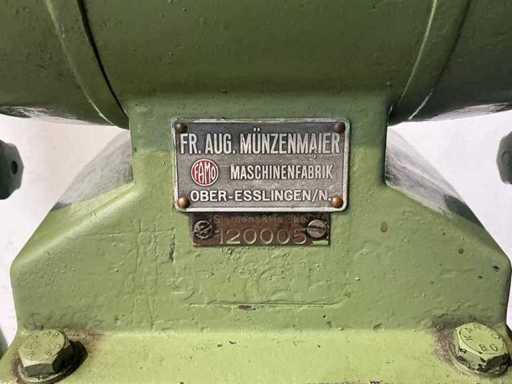 FR. AUG. MÜNZENMAIER
FAMO MASCHINENFABRIK
OBER-ESSLINGEN/N.
120005